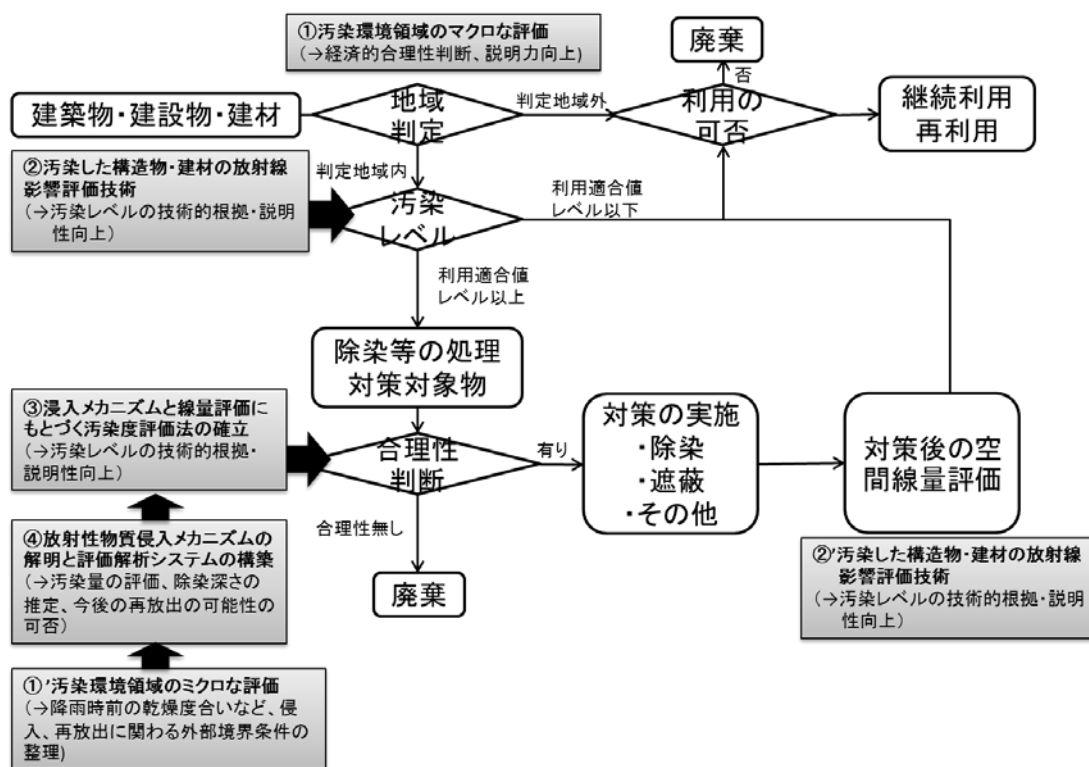 ①汚染環境領域のマクロな評価
(→経済的合理性判断、説明力向上)
廃棄
否
建築物・建設物・建材
地域
判定
判定地域外
利用の
可否
継続利用
再利用
②汚染した構造物・建材の放射線
影響評価技術
(→汚染レベルの技術的根拠・説明
性向上)
判定地域内
汚染
レベル
利用適合値
レベル以下
利用適合値
レベル以上
除染等の処理
対策対象物
③浸入メカニズムと線量評価に
もとづく汚染度評価法の確立
(→汚染レベルの技術的根拠・
説明性向上)
合理性
判断
有り
対策の実施
・除染
・遮蔽
・その他
対策後の空
間線量評価
合理性無し
廃棄
④放射性物質侵入メカニズムの
解明と評価解析システムの構築
(→汚染量の評価、除染深さの
推定、今後の再放出の可能性の
可否)
②’汚染した構造物・建材の放射線
影響評価技術
(→汚染レベルの技術的根拠・説明
性向上)
①’汚染環境領域のミクロな評価
(→降雨時前の乾燥度合いなど、侵
入、再放出に関わる外部境界条件の
整理)